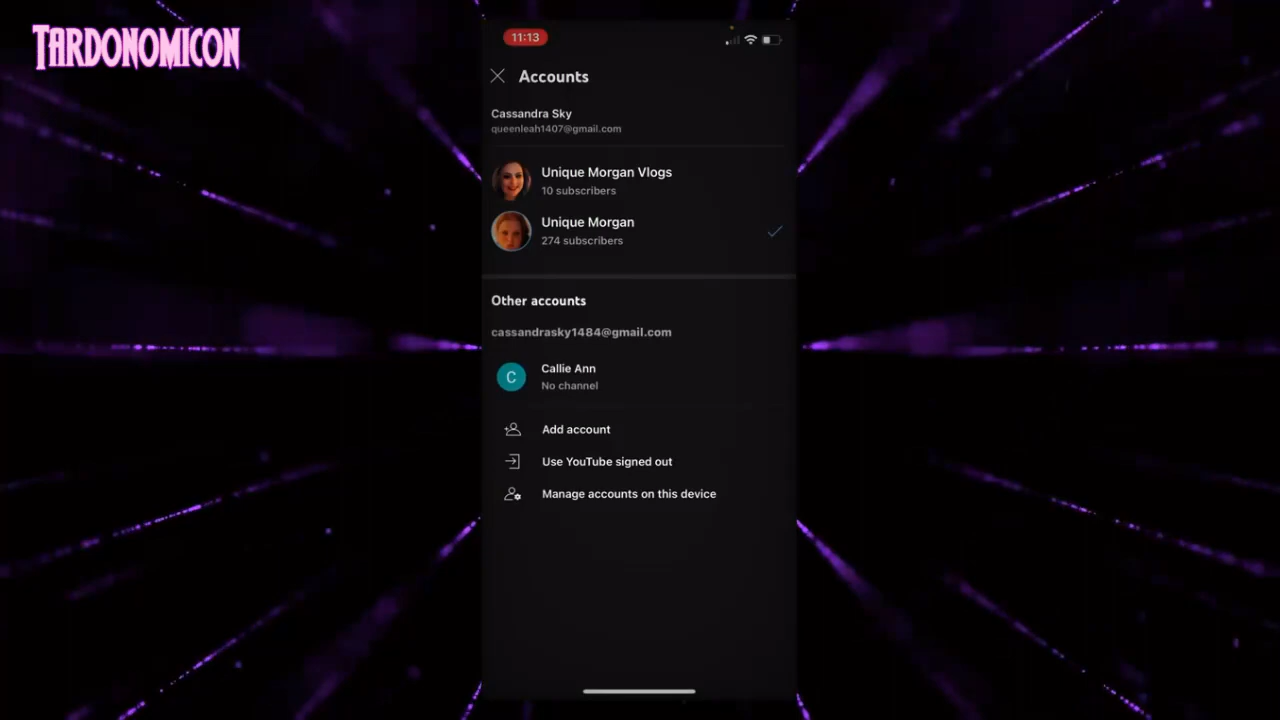 TARDONOMICON
11:13
Accounts
Cassandra Sky
queenleah1407@gmail.com
Unique Morgan Vlogs
10 subscribers
Unique Morgan
274 subscribers
Other accounts
cassandrasky1484@gmail.com
C
Callie Ann
No channel
Add account
Use YouTube signed out
Manage accounts on this device